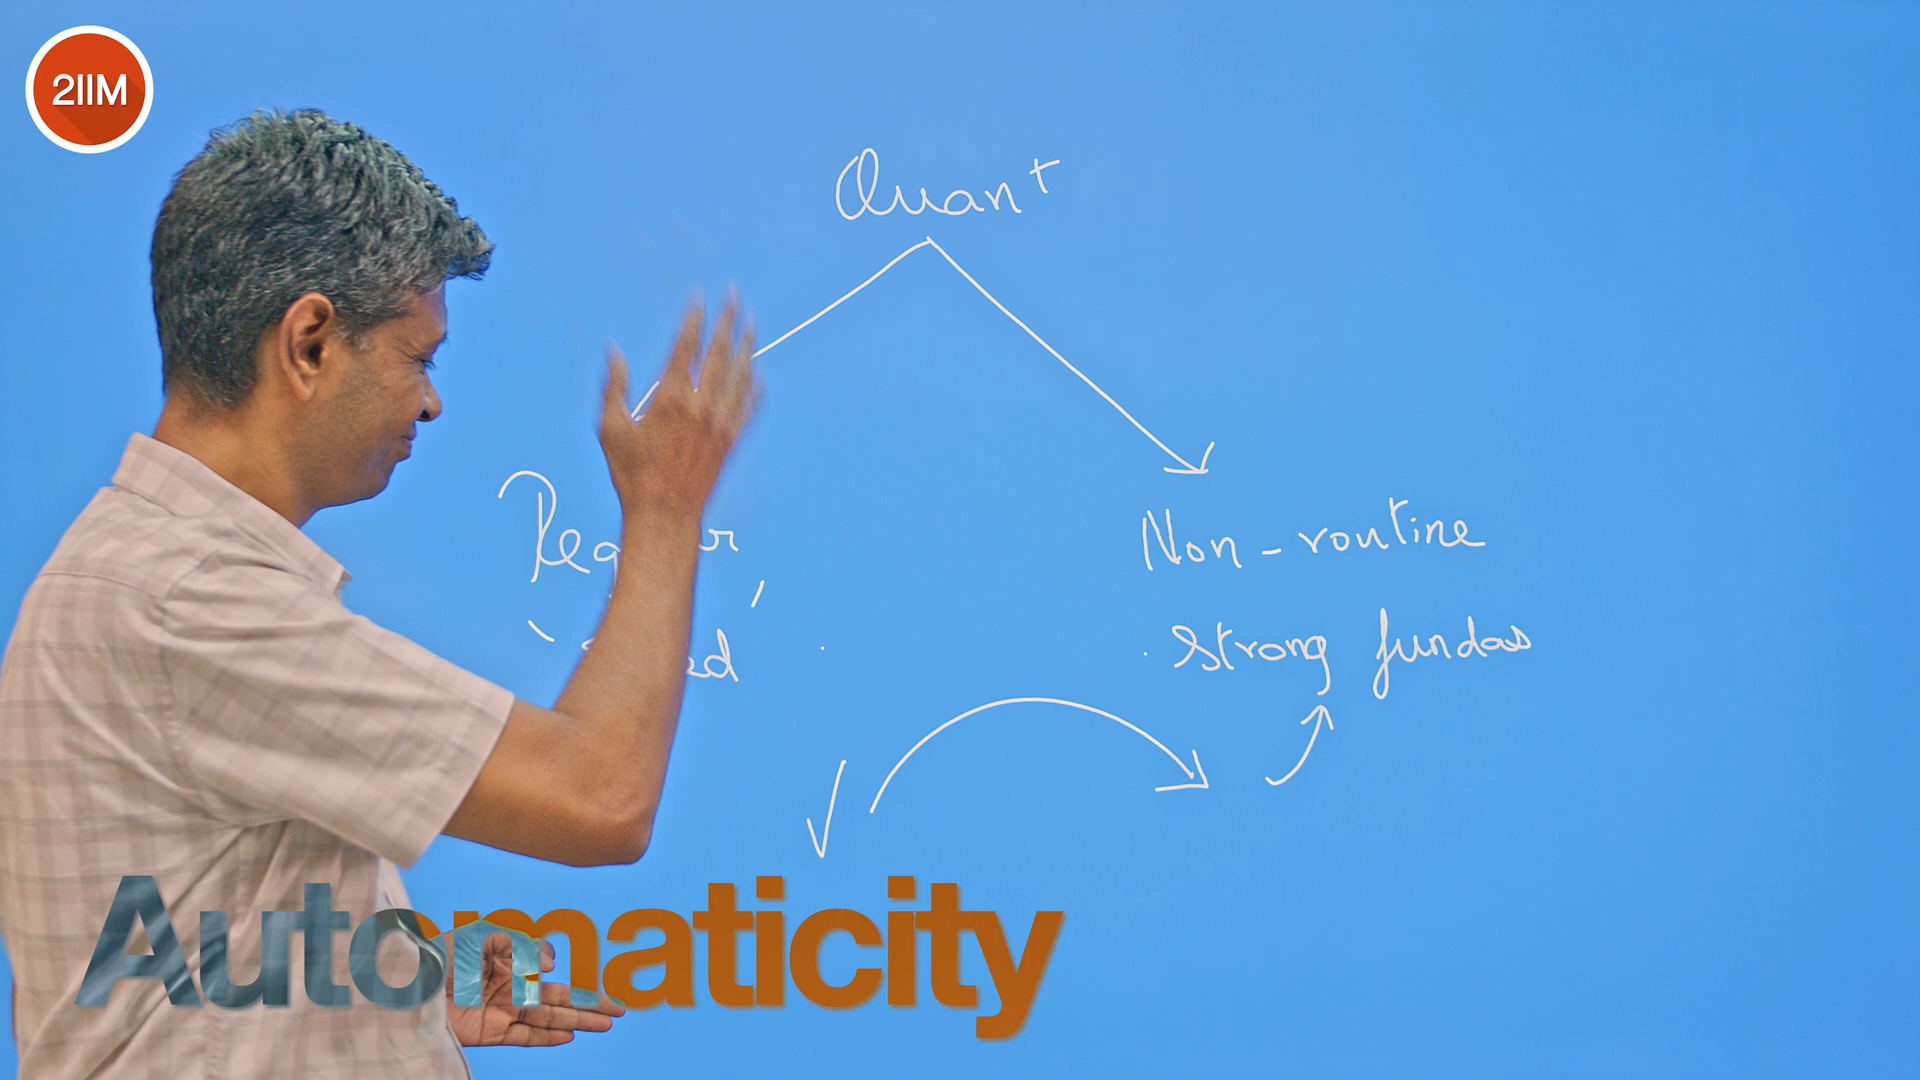 2IIM
Quant
Non-routine
Strong fundas
Automaticity